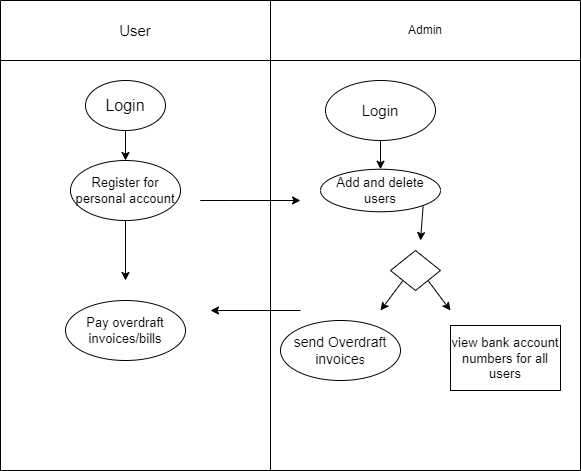 User
Admin
Login
Login
Register for
personal account
Add and delete
users
Pay overdraft
invoices/bills
send Overdraft
invoices
view bank account
numbers for all
users